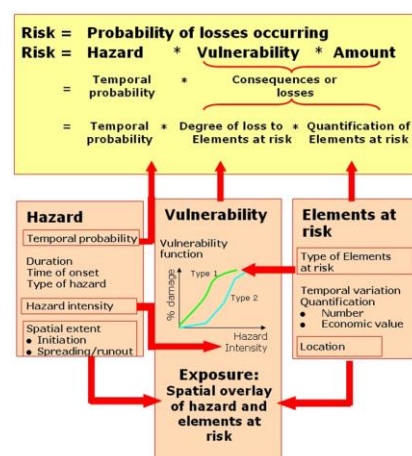 Risk = Probability of losses occurring
Risk = Hazard * Vulnerability * Amount
= Temporal probability * Consequences or losses
= Temporal probability * Degree of loss to Elements at risk * Quantification of Elements at risk
Hazard
Temporal probability
Duration
Time of onset
Type of hazard
Hazard intensity
Spatial extent
• Initiation
• Spreading/runout
Vulnerability
Vulnerability
function
% damage
Type 1
Type 2
Hazard
Intensity
Exposure:
Spatial overlay
of hazard and
elements at
risk
Elements at
risk
Type of Elements
at risk
Temporal variation
Quantification
• Number
• Economic value
Location